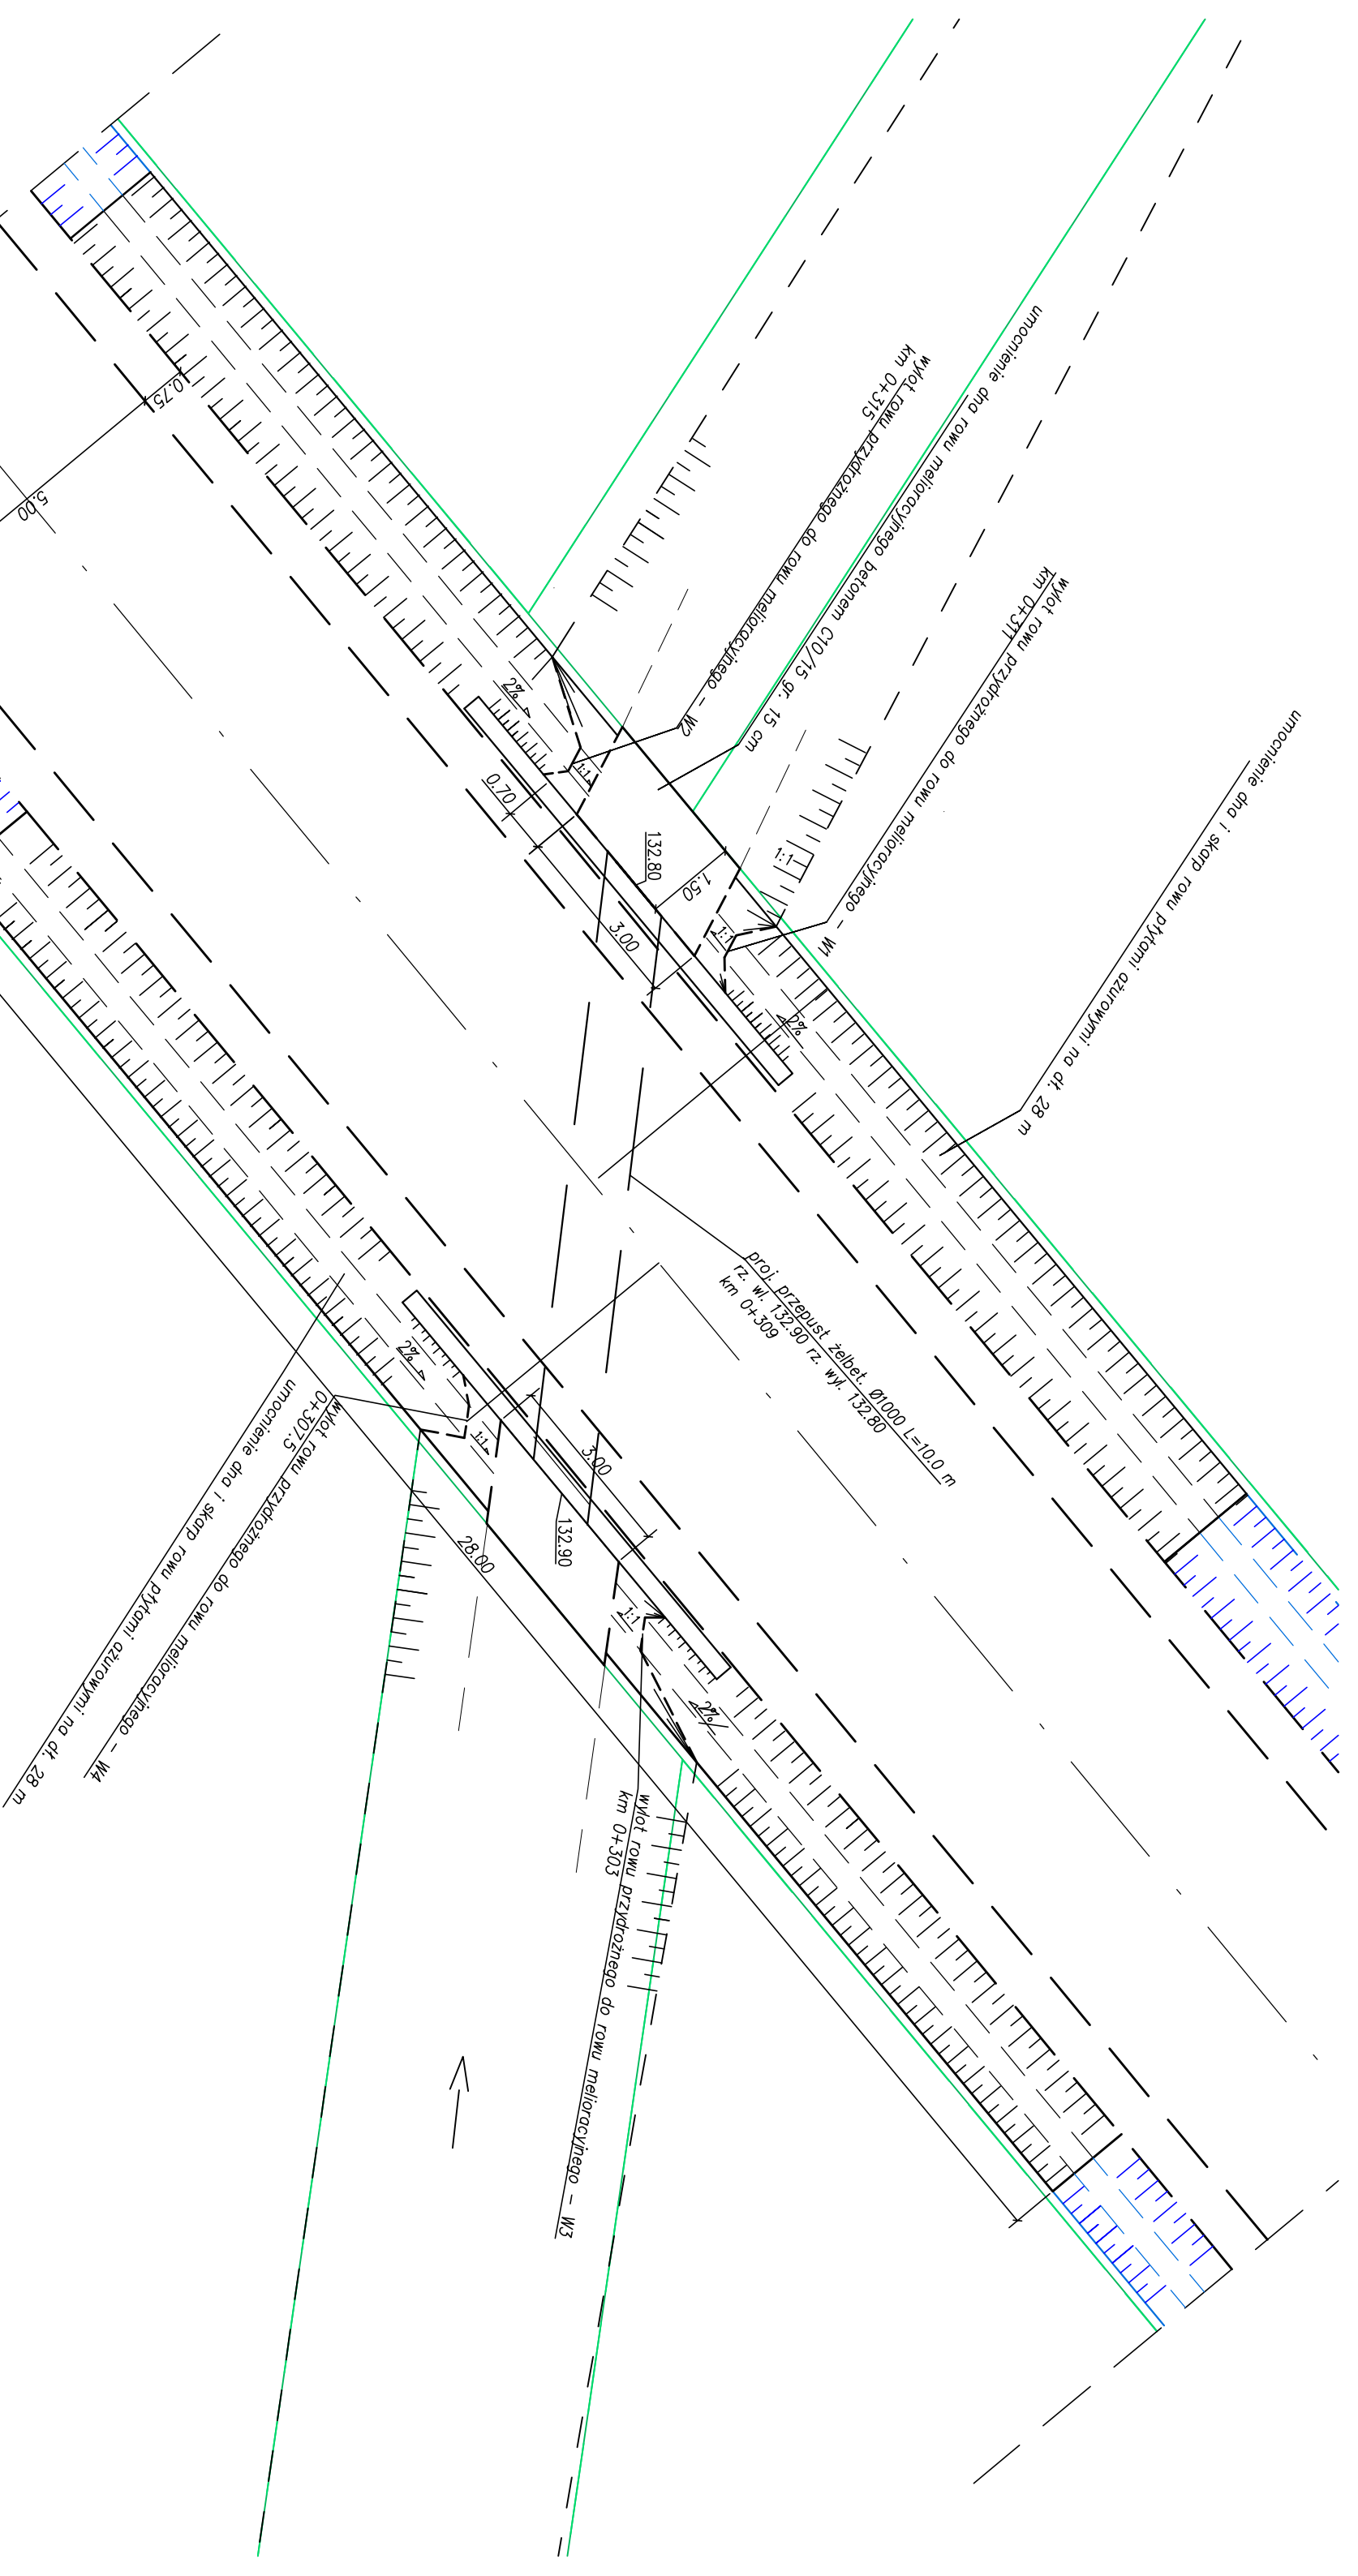 umocnienie dna rowu melioracyjnego betonem C10/15 gr. 15 cm
wylot rowu przydrożnego do rowu melioracyjnego – W2
km 0+315
wylot rowu przydrożnego do rowu melioracyjnego – W1
km 0+311
umocnienie dna i skarp rowu płytami ażurowymi na dł. 28 m
0.75
5.00
2%
1:1
0.70
132.80
1.50
3.00
1:1
1:1
2%
proj. przepust żelbet. Ø1000 L=10.0 m
rz. wl. 132.90 rz. wyl. 132.80
km 0+309
2%
1:1
3.00
132.90
28.00
1:1
2%
umocnienie dna i skarp rowu płytami ażurowymi na dł. 28 m
wylot rowu przydrożnego do rowu melioracyjnego – W4
0+307.5
wylot rowu przydrożnego do rowu melioracyjnego – W3
km 0+303